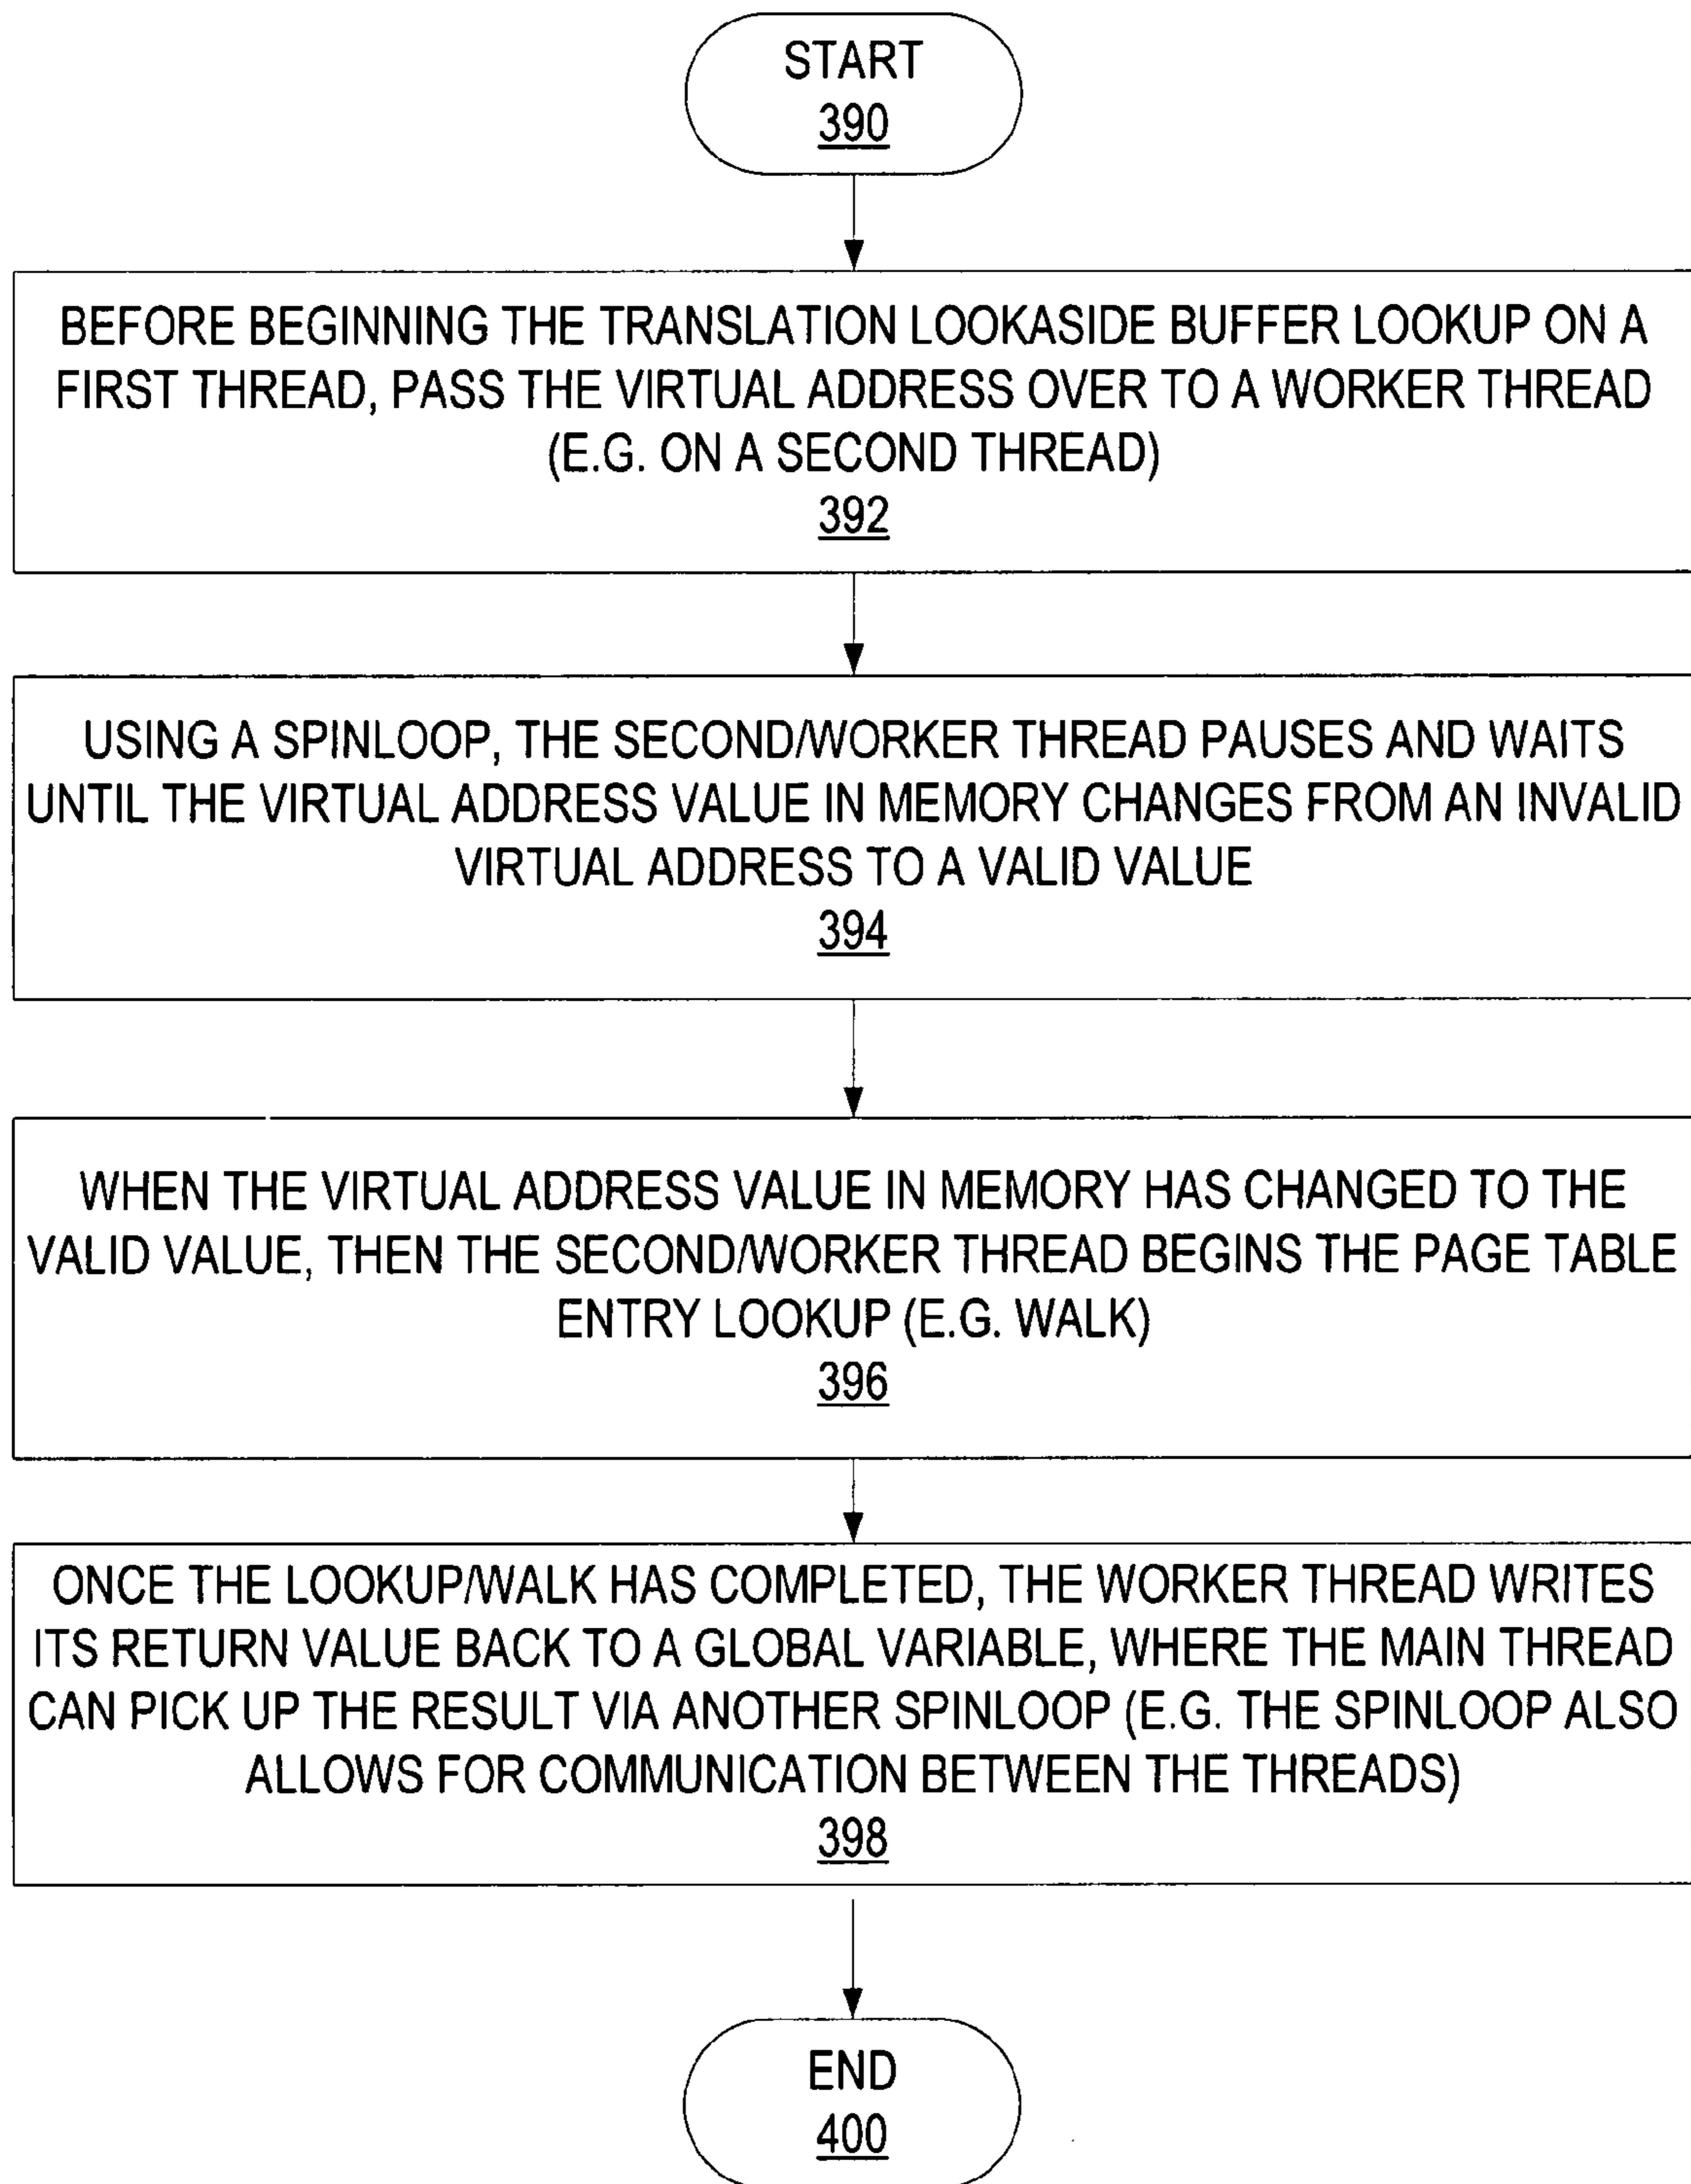 START
390
BEFORE BEGINNING THE TRANSLATION LOOKASIDE BUFFER LOOKUP ON A
FIRST THREAD, PASS THE VIRTUAL ADDRESS OVER TO A WORKER THREAD
(E.G. ON A SECOND THREAD)
392
USING A SPINLOOP, THE SECOND/WORKER THREAD PAUSES AND WAITS
UNTIL THE VIRTUAL ADDRESS VALUE IN MEMORY CHANGES FROM AN INVALID
VIRTUAL ADDRESS TO A VALID VALUE
394
WHEN THE VIRTUAL ADDRESS VALUE IN MEMORY HAS CHANGED TO THE
VALID VALUE, THEN THE SECOND/WORKER THREAD BEGINS THE PAGE TABLE
ENTRY LOOKUP (E.G. WALK)
396
ONCE THE LOOKUP/WALK HAS COMPLETED, THE WORKER THREAD WRITES
ITS RETURN VALUE BACK TO A GLOBAL VARIABLE, WHERE THE MAIN THREAD
CAN PICK UP THE RESULT VIA ANOTHER SPINLOOP (E.G. THE SPINLOOP ALSO
ALLOWS FOR COMMUNICATION BETWEEN THE THREADS)
398
END
400